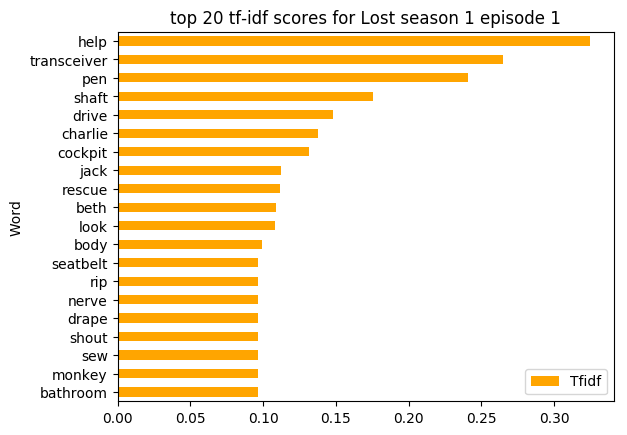 top 20 tf-idf scores for Lost season 1 episode 1
help
transceiver
pen
shaft
drive
charlie
cockpit
jack
rescue
beth
look
body
seatbelt
rip
nerve
drape
shout
sew
monkey
bathroom
Word
Tfidf
0.00 0.05 0.10 0.15 0.20 0.25 0.30